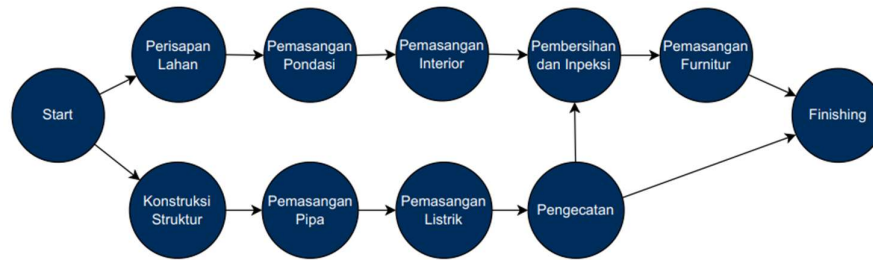 Perisapan
Lahan
Pemasangan
Pondasi
Pemasangan
Interior
Pembersihan
dan Inpeksi
Pemasangan
Furnitur
Start
Finishing
Konstruksi
Struktur
Pemasangan
Pipa
Pemasangan
Listrik
Pengecatan